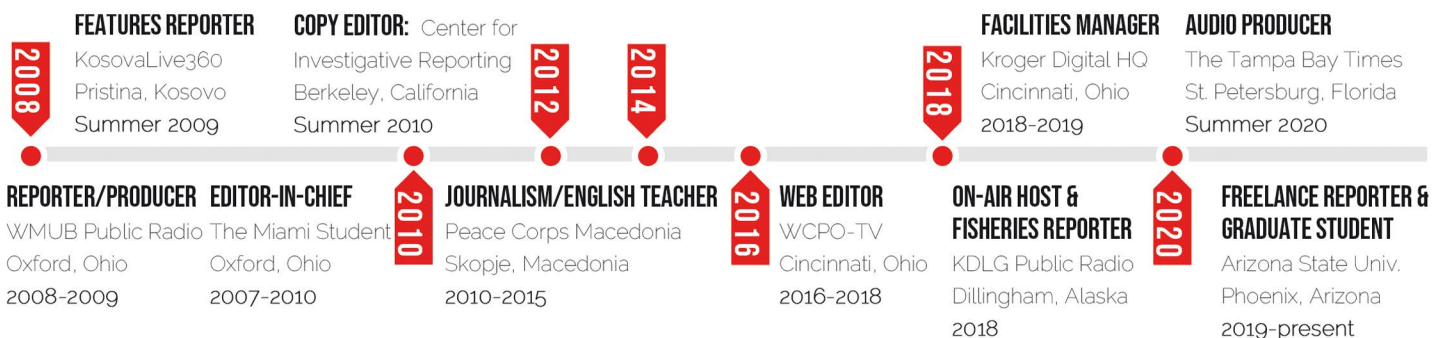 2008
FEATURES REPORTER
KosovaLive360
Pristina, Kosovo
Summer 2009
COPY EDITOR: Center for
Investigative Reporting
Berkeley, California
Summer 2010
2012
2014
2018
FACILITIES MANAGER
Kroger Digital HQ
Cincinnati, Ohio
2018-2019
AUDIO PRODUCER
The Tampa Bay Times
St. Petersburg, Florida
Summer 2020
REPORTER/PRODUCER
WMUB Public Radio
Oxford, Ohio
2008-2009
EDITOR-IN-CHIEF
The Miami Student
Oxford, Ohio
2007-2010
2010
JOURNALISM/ENGLISH TEACHER
Peace Corps Macedonia
Skopje, Macedonia
2010-2015
2016
WEB EDITOR
WCPO-TV
Cincinnati, Ohio
2016-2018
ON-AIR HOST &
FISHERIES REPORTER
KDLG Public Radio
Dillingham, Alaska
2018
2020
FREELANCE REPORTER &
GRADUATE STUDENT
Arizona State Univ.
Phoenix, Arizona
2019-present